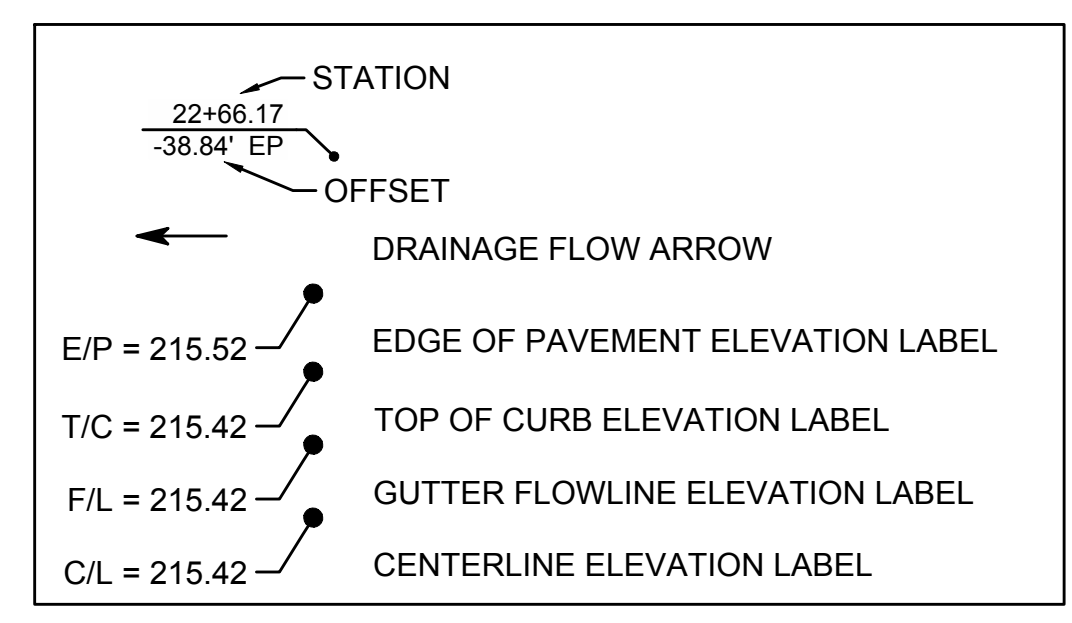 STATION
22+66.17
-38.84' EP
OFFSET
DRAINAGE FLOW ARROW
E/P = 215.52 EDGE OF PAVEMENT ELEVATION LABEL
T/C = 215.42 TOP OF CURB ELEVATION LABEL
F/L = 215.42 GUTTER FLOWLINE ELEVATION LABEL
C/L = 215.42 CENTERLINE ELEVATION LABEL